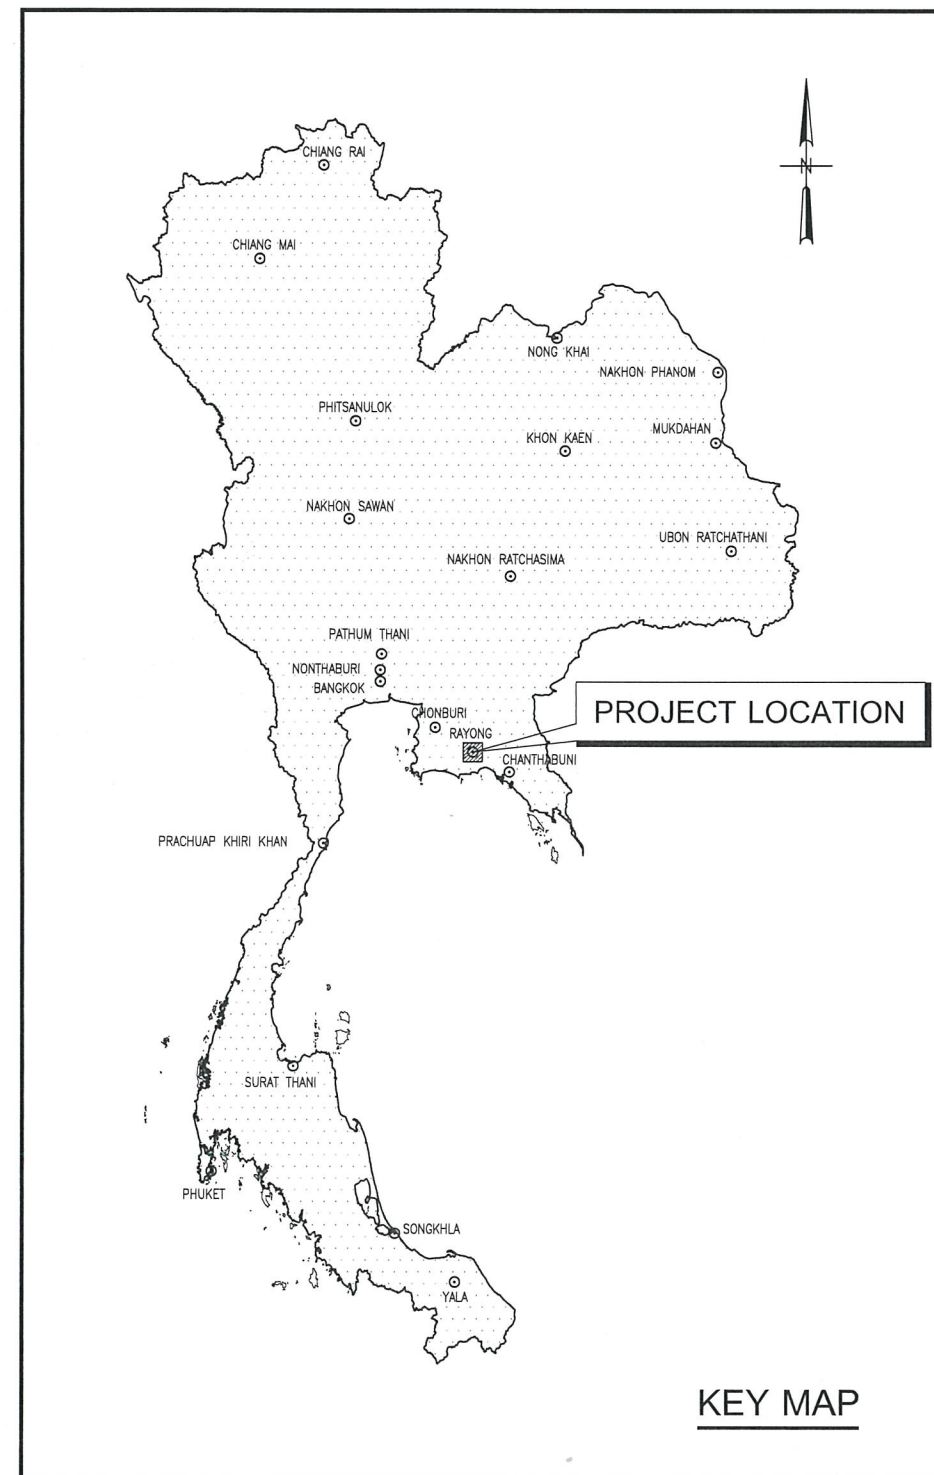 CHIANG RAI
N
CHIANG MAI
NONG KHAI
NAKHON PHANOM
PHITSANULOK
MUKDAHAN
KHON KAEN
NAKHON SAWAN
UBON RATCHATHANI
NAKHON RATCHASIMA
PATHUM THANI
NONTHABURI
BANGKOK
CHONBURI
PROJECT LOCATION
RAYONG
CHANTHABUNI
PRACHUAP KHIRI KHAN
SURAT THANI
PHUKET
SONGKHLA
YALA
KEY MAP